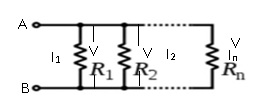 A
I₁ V R₁ V R₂ I₂ V Iₙ Rₙ
B